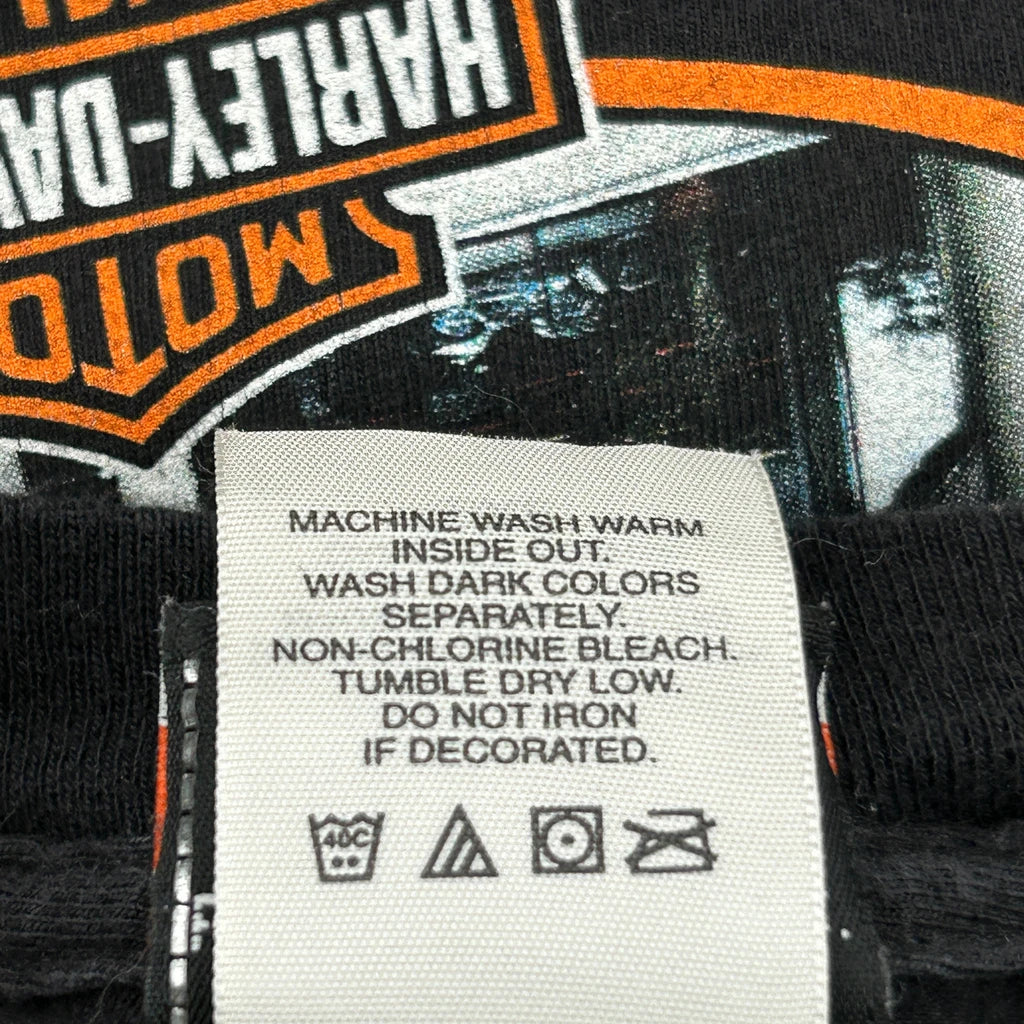 HARLEY-DAV
MOTO
MACHINE WASH WARM
INSIDE OUT.
WASH DARK COLORS
SEPARATELY.
NON-CHLORINE BLEACH.
TUMBLE DRY LOW.
DO NOT IRON
IF DECORATED.
40C